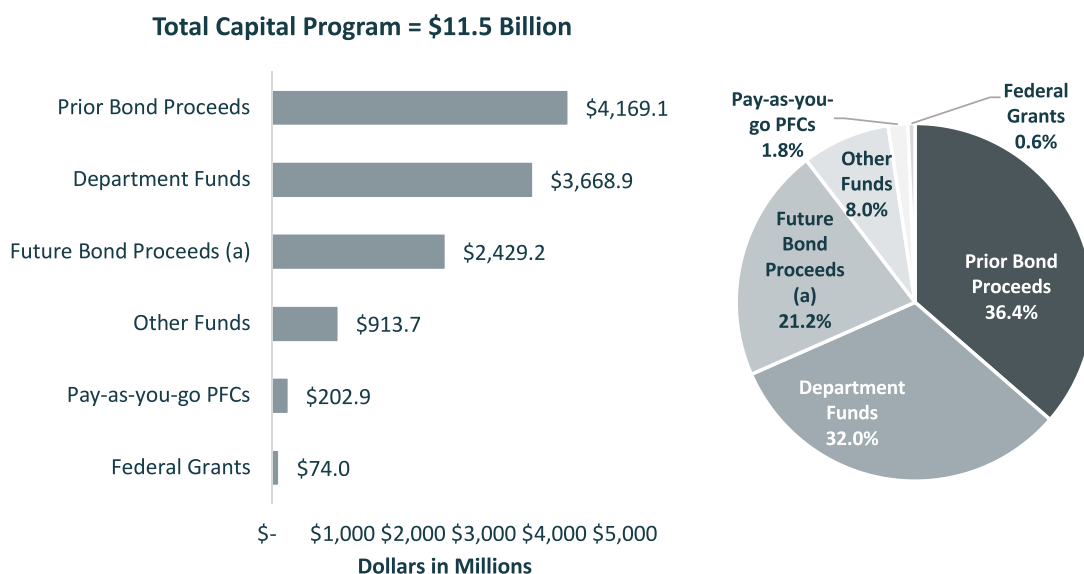 Total Capital Program = $11.5 Billion
Prior Bond Proceeds
$4,169.1
Department Funds
$3,668.9
Future Bond Proceeds (a)
$2,429.2
Other Funds
$913.7
Pay-as-you-go PFCs
$202.9
Federal Grants
$74.0
$- $1,000 $2,000 $3,000 $4,000 $5,000
Dollars in Millions
Pay-as-you-
go PFCs
1.8%
Federal
Grants
0.6%
Other
Funds
8.0%
Future
Bond
Proceeds
(a)
21.2%
Prior Bond
Proceeds
36.4%
Department
Funds
32.0%